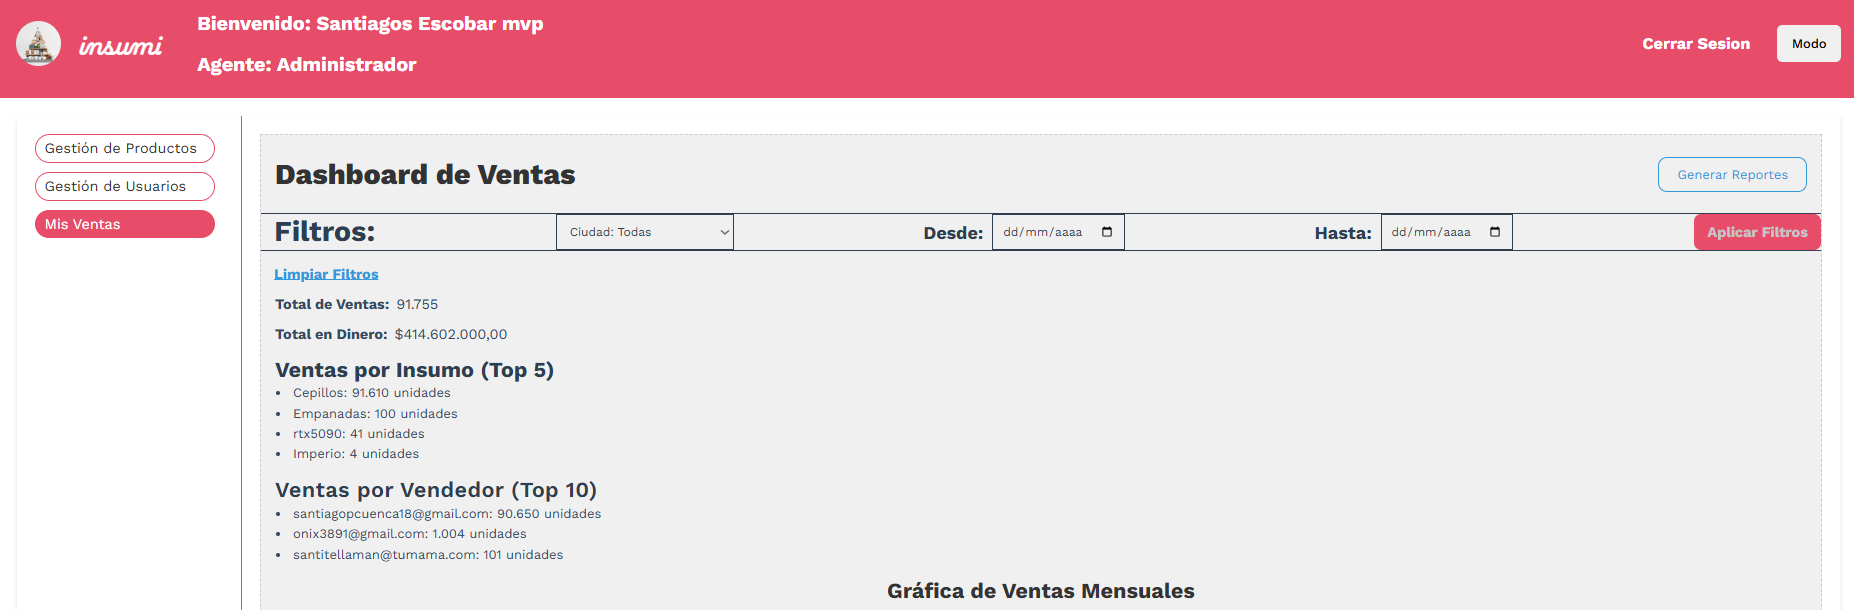 insumi
Bienvenido: Santiagos Escobar mvp
Agente: Administrador
Cerrar Sesion
Modo
Gestión de Productos
Gestión de Usuarios
Mis Ventas
Dashboard de Ventas
Generar Reportes
Filtros:
Ciudad: Todas
Desde:
dd/mm/aaaa
Hasta:
dd/mm/aaaa
Aplicar Filtros
Limpiar Filtros
Total de Ventas: 91.755
Total en Dinero: $414.602.000,00
Ventas por Insumo (Top 5)
• Cepillos: 91.610 unidades
• Empanadas: 100 unidades
• rtx5090: 41 unidades
• Imperio: 4 unidades
Ventas por Vendedor (Top 10)
• santiagopcuenca18@gmail.com: 90.650 unidades
• onix3891@gmail.com: 1.004 unidades
• santitellaman@tumama.com: 101 unidades
Gráfica de Ventas Mensuales